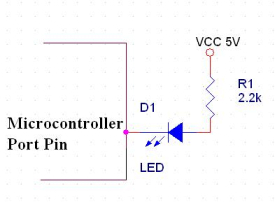 VCC 5V
R1
2.2k
D1
Microcontroller
Port Pin
LED